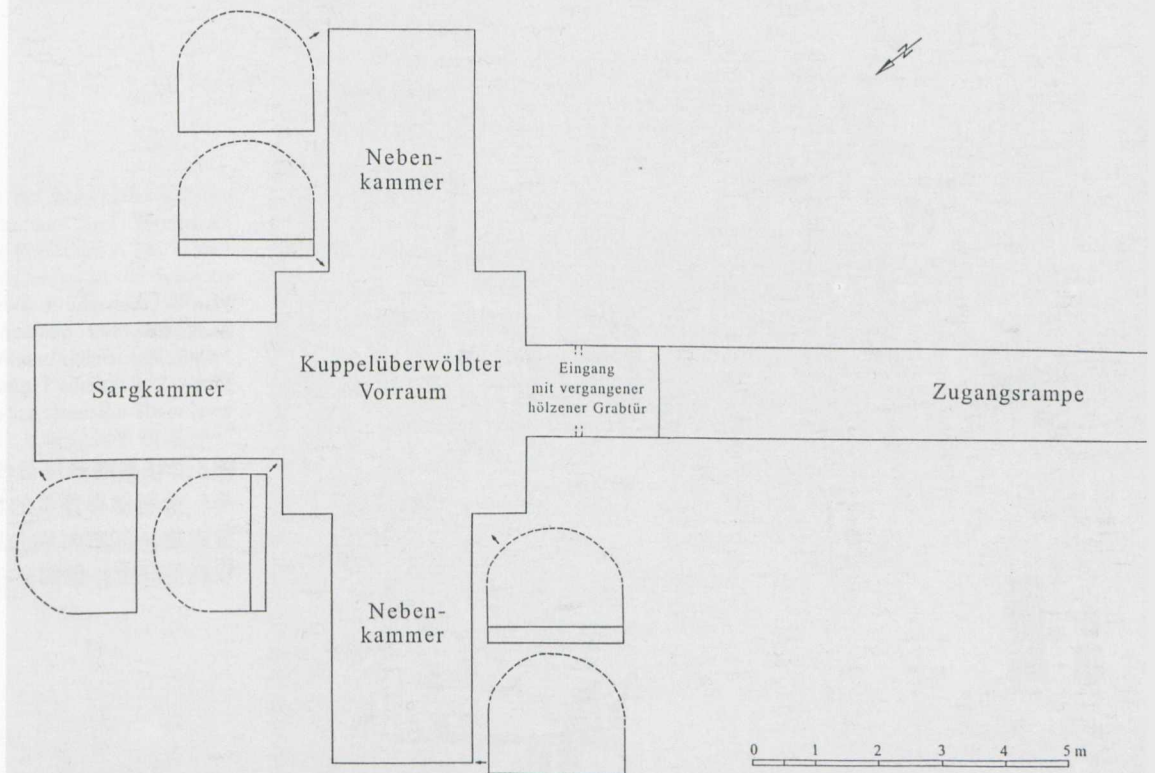 N
Neben-
kammer
Sargkammer
Kuppelüberwölbter
Vorraum
Eingang
mit vergangener
hölzener Grabtür
Zugangsrampe
Neben-
kammer
0 1 2 3 4 5 m